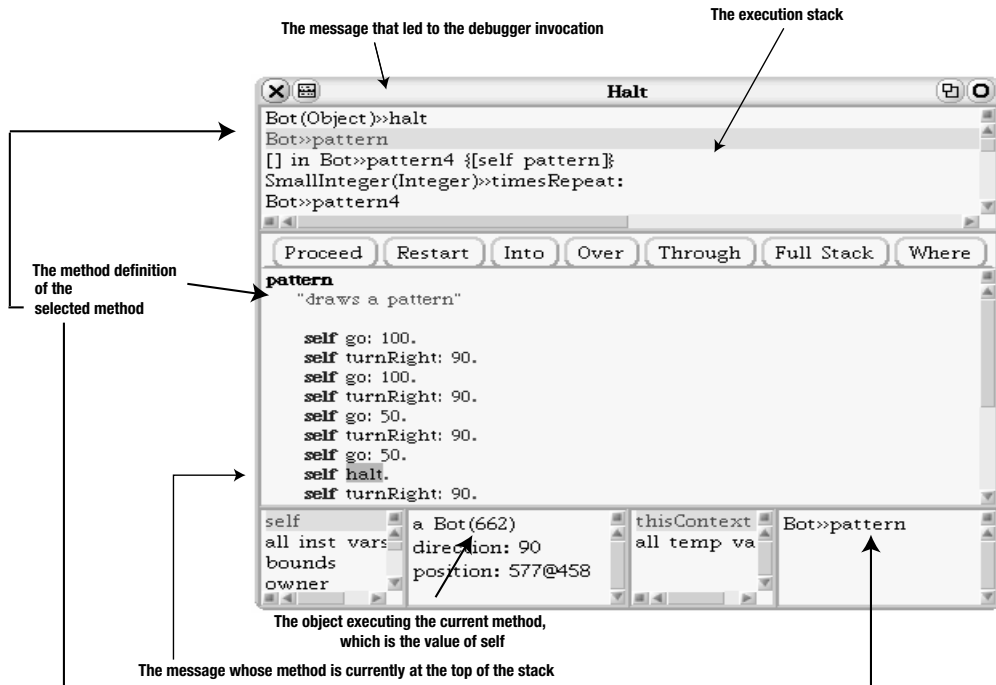 The message that led to the debugger invocation
The execution stack
Halt
Bot(Object)»halt
Bot»pattern
[] in Bot»pattern4 {[self pattern]}
SmallInteger(Integer)»timesRepeat:
Bot»pattern4
Proceed Restart Into Over Through Full Stack Where
The method definition
of the
selected method
pattern
"draws a pattern"
self go: 100.
self turnRight: 90.
self go: 100.
self turnRight: 90.
self go: 50.
self turnRight: 90.
self go: 50.
self halt.
self turnRight: 90.
self
all inst vars
bounds
owner
a Bot(662)
direction: 90
position: 577@458
thisContext
all temp va
Bot»pattern
The object executing the current method,
which is the value of self
The message whose method is currently at the top of the stack